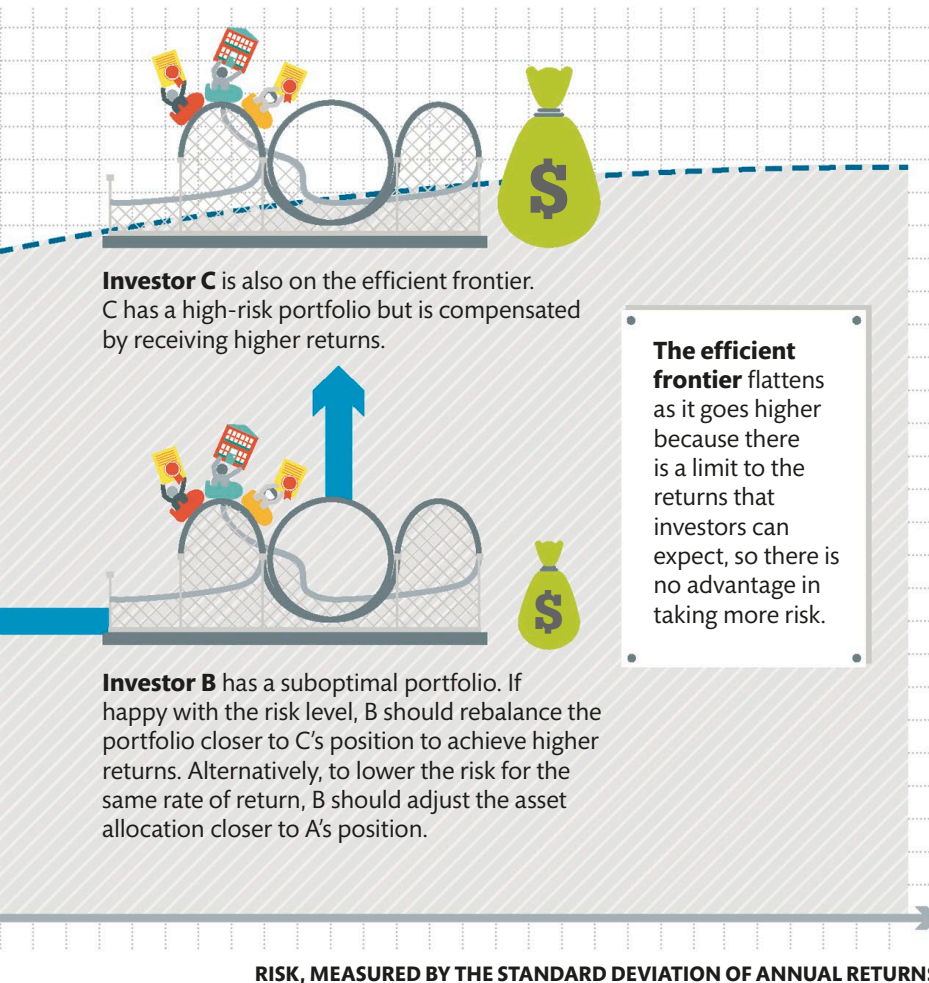 $
Investor C is also on the efficient frontier.
C has a high-risk portfolio but is compensated
by receiving higher returns.
The efficient
frontier flattens
as it goes higher
because there
is a limit to the
returns that
investors can
expect, so there is
no advantage in
taking more risk.
$
Investor B has a suboptimal portfolio. If
happy with the risk level, B should rebalance the
portfolio closer to C’s position to achieve higher
returns. Alternatively, to lower the risk for the
same rate of return, B should adjust the asset
allocation closer to A’s position.
RISK, MEASURED BY THE STANDARD DEVIATION OF ANNUAL RETURNS